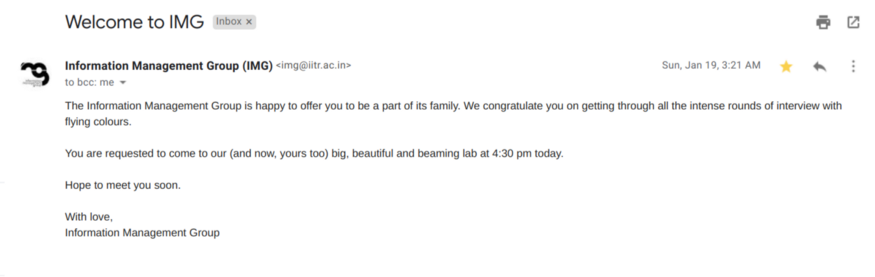 Welcome to IMG Inbox ×
Information Management Group (IMG) <img@iitr.ac.in> Sun, Jan 19, 3:21 AM
to bcc: me
The Information Management Group is happy to offer you to be a part of its family. We congratulate you on getting through all the intense rounds of interview with
flying colours.
You are requested to come to our (and now, yours too) big, beautiful and beaming lab at 4:30 pm today.
Hope to meet you soon.
With love,
Information Management Group